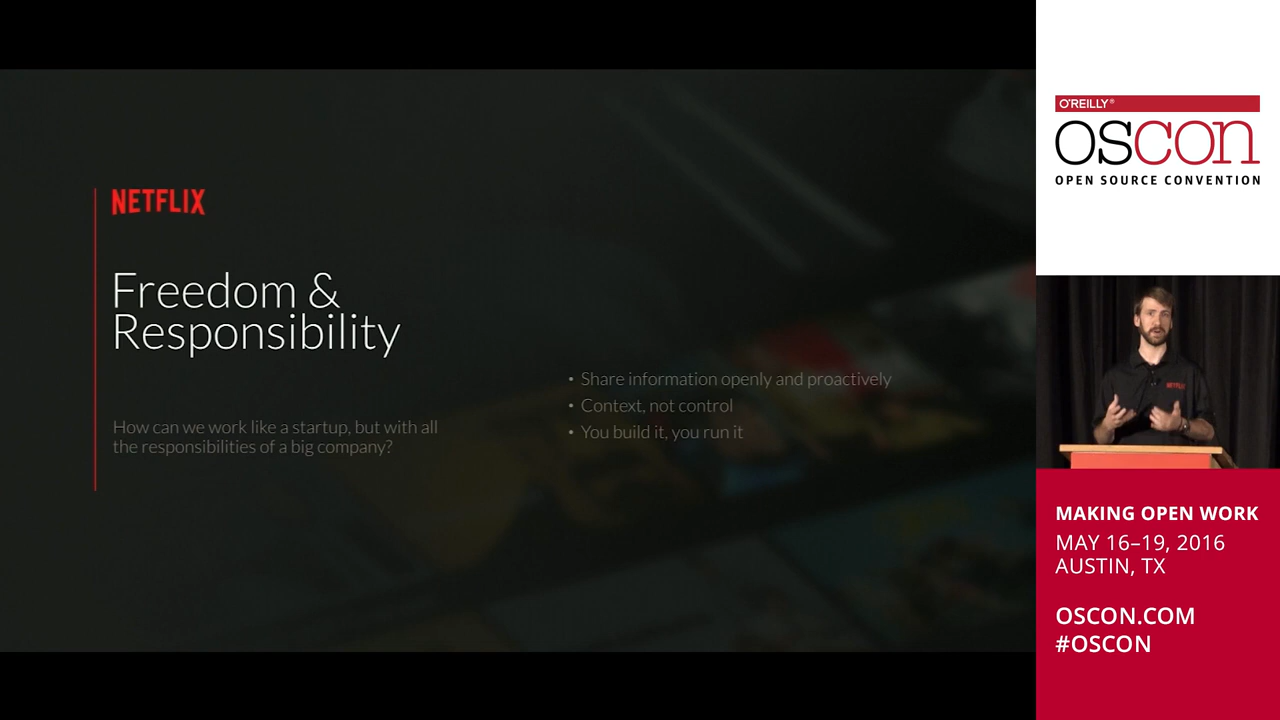 NETFLIX
Freedom &
Responsibility
How can we work like a startup, but with all
the responsibilities of a big company?
• Share information openly and proactively
• Context, not control
• You build it, you run it
O'REILLY®
OSCON
OPEN SOURCE CONVENTION
NETFLIX
MAKING OPEN WORK
MAY 16–19, 2016
AUSTIN, TX
OSCON.COM
#OSCON